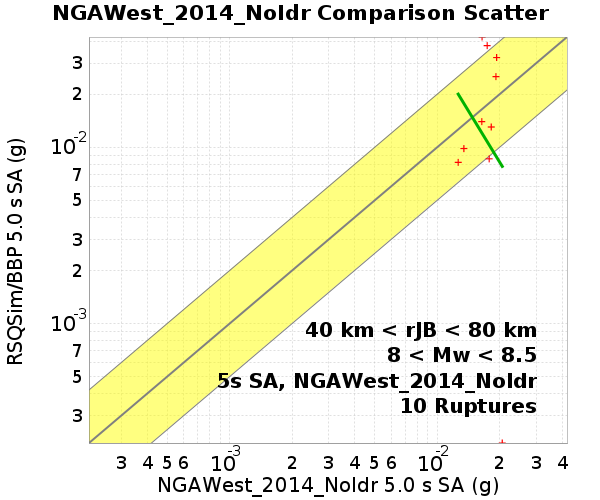 NGAWest_2014_NoIdr Comparison Scatter
RSQSim/BBP 5.0 s SA (g)
3
2
10-2
7
5
3
2
10-3
7
5
3
40 km < rJB < 80 km
8 < Mw < 8.5
5s SA, NGAWest_2014_NoIdr
10 Ruptures
3 4 5 6 10-3 2 3 4 5 6 10-2 2 3 4
NGAWest_2014_NoIdr 5.0 s SA (g)